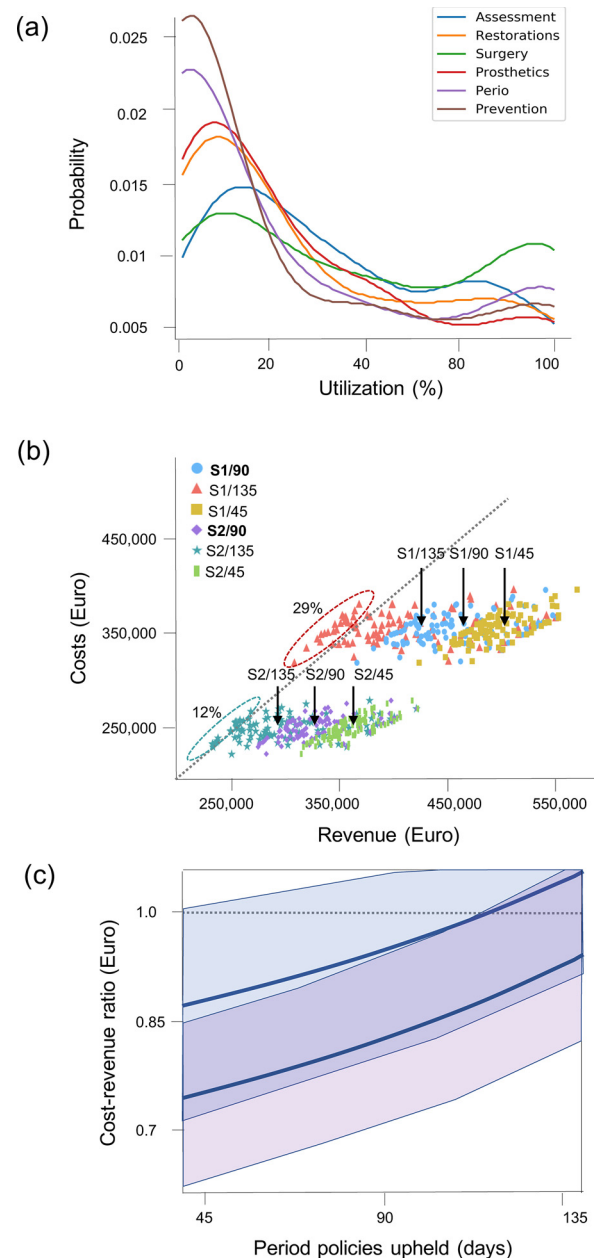 (a)
Assessment
Restorations
Surgery
Prosthetics
Perio
Prevention
0.025
0.02
0.015
0.01
0.005
Probability
0 20 40 60 80 100
Utilization (%)
(b)
S1/90
S1/135
S1/45
S2/90
S2/135
S2/45
450,000
350,000
250,000
Costs (Euro)
S1/135 S1/90 S1/45
29%
S2/135 S2/90 S2/45
12%
250,000 350,000 450,000 550,000
Revenue (Euro)
(c)
1.0
0.85
0.7
Cost-revenue ratio (Euro)
45 90 135
Period policies upheld (days)